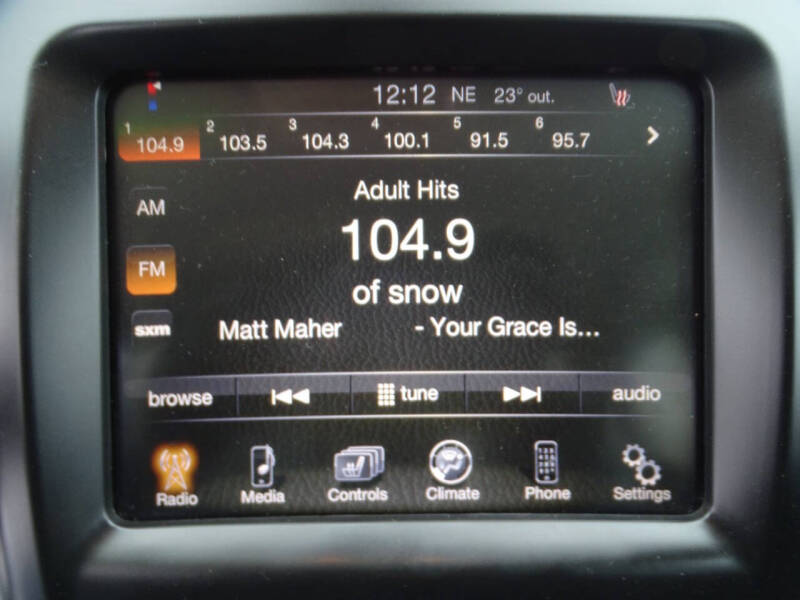 12:12 NE 23° out.
1 104.9 2 103.5 3 104.3 4 100.1 5 91.5 6 95.7
Adult Hits
AM
104.9
FM
of snow
sxm
Matt Maher - Your Grace Is...
browse tune audio
Radio Media Controls Climate Phone Settings